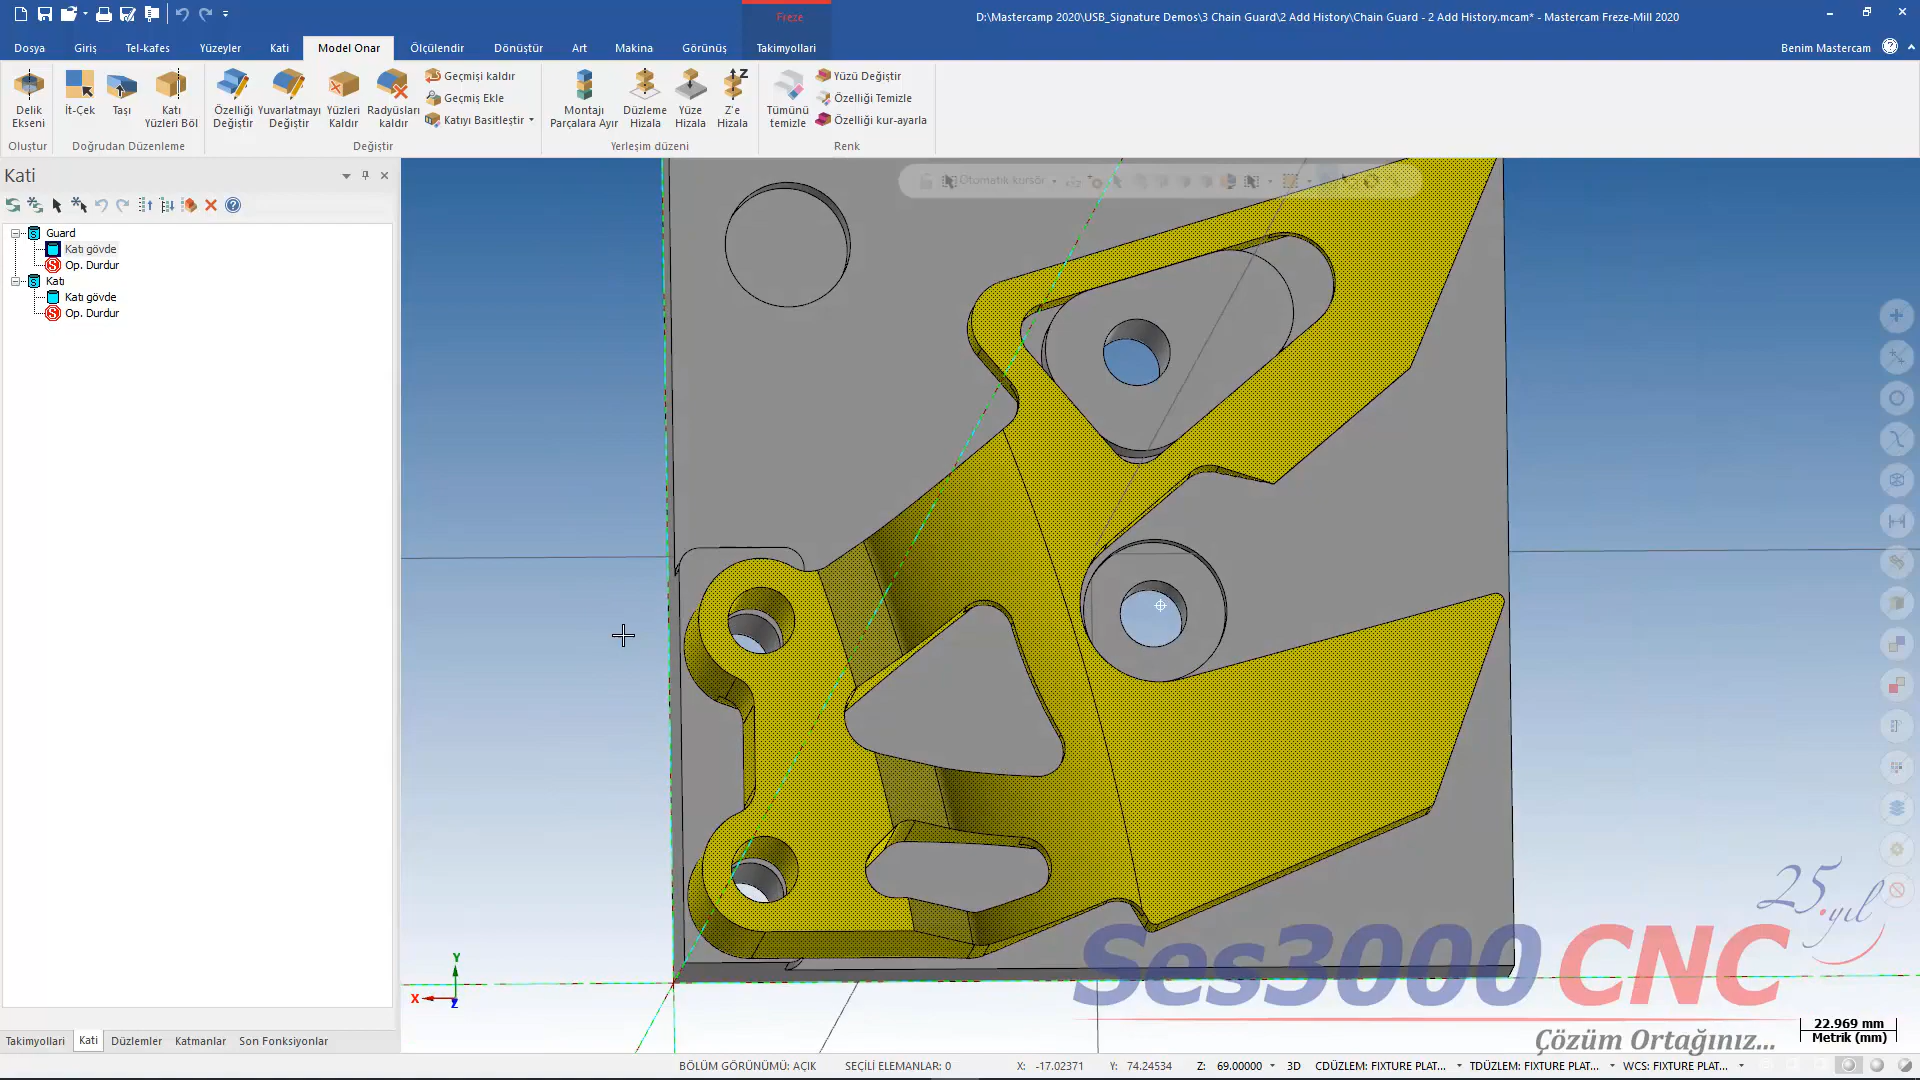 Freze
D:\Mastercamp 2020\USB_Signature Demos\3 Chain Guard\2 Add History\Chain Guard - 2 Add History.mcam* - Mastercam Freze-Mill 2020
Dosya Giriş Tel-kafes Yüzeyler Kati Model Onar Ölçülendir Dönüştür Art Makina Görünüş Takimyollari Benim Mastercam
Delik Ekseni
İt-Çek
Taşı
Katı Yüzleri Böl
Özelliği Değiştir
Yuvarlatmayı Değiştir
Yüzleri Kaldır
Radyüsları kaldır
Geçmişi kaldır
Geçmiş Ekle
Katıyı Basitleştir
Montajı Parçalara Ayır
Düzleme Hizala
Yüze Hizala
Z
Z'e Hizala
Tümünü temizle
Yüzü Değiştir
Özelliği Temizle
Özelliği kur-ayarla
Oluştur Doğrudan Düzenleme Değiştir Yerleşim düzeni Renk
Kati
Otomatik kursör
Guard
Katı gövde
Op. Durdur
Katı
Katı gövde
Op. Durdur
Y
X
Z
25.yıl
Ses3000CNC
Çözüm Ortağınız...
22.969 mm
Metrik (mm)
Takimyollari Kati Düzlemler Katmanlar Son Fonksiyonlar
BÖLÜM GÖRÜNÜMÜ: AÇIK SEÇİLİ ELEMANLAR: 0 X: -17.02371 Y: 74.24534 Z: 69.00000 3D CDÜZLEM: FIXTURE PLAT... TDÜZLEM: FIXTURE PLAT... WCS: FIXTURE PLAT...